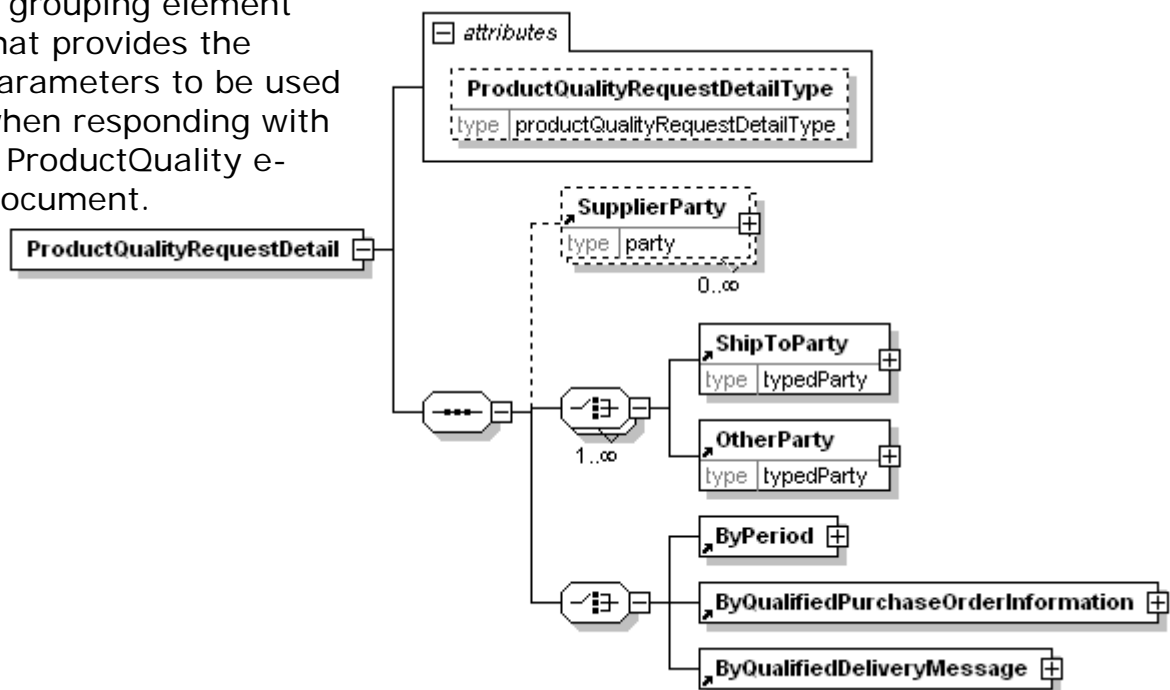 grouping element
hat provides the
arameters to be used
when responding with
ProductQuality e-
ocument.
attributes
ProductQualityRequestDetailType
type productQualityRequestDetailType
SupplierParty
type party
0..∞
ProductQualityRequestDetail
ShipToParty
type typedParty
1..∞
OtherParty
type typedParty
ByPeriod
ByQualifiedPurchaseOrderInformation
ByQualifiedDeliveryMessage